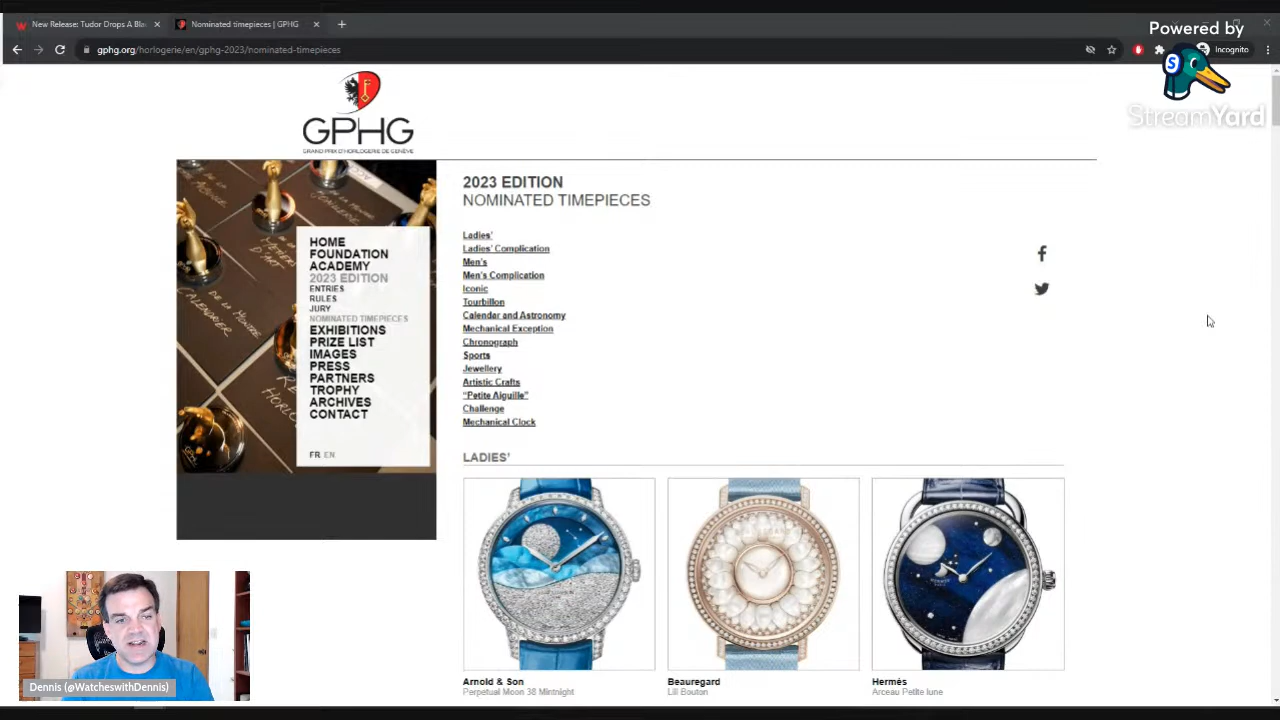 New Release: Tudor Drops A Bla
Nominated timepieces | GPHG
gphg.org/horlogerie/en/gphg-2023/nominated-timepieces
Incognito
Powered by
S
StreamYard
GPHG
GRAND PRIX D'HORLOGERIE DE GENÈVE
HOME
FOUNDATION
ACADEMY
2023 EDITION
ENTRIES
RULES
JURY
NOMINATED TIMEPIECES
EXHIBITIONS
PRIZE LIST
IMAGES
PRESS
PARTNERS
TROPHY
ARCHIVES
CONTACT
FR EN
2023 EDITION
NOMINATED TIMEPIECES
Ladies'
Ladies' Complication
Men's
Men's Complication
Iconic
Tourbillon
Calendar and Astronomy
Mechanical Exception
Chronograph
Sports
Jewellery
Artistic Crafts
"Petite Aiguille"
Challenge
Mechanical Clock
LADIES'
Arnold & Son
Perpetual Moon 38 Mintnight
Beauregard
Lili Bouton
Hermès
Arceau Petite lune
Dennis (@WatcheswithDennis)